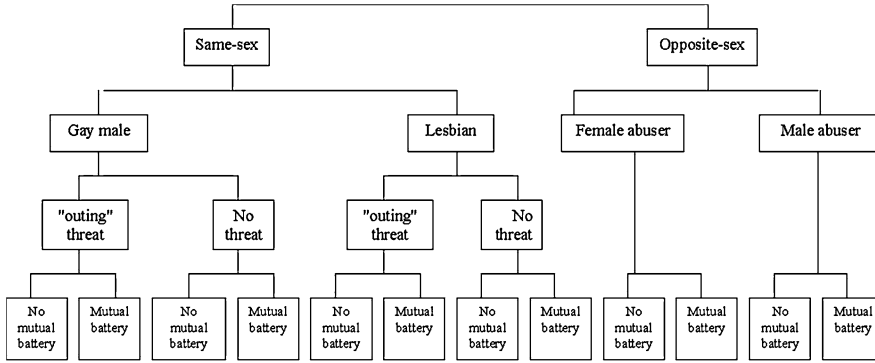 Same-sex
Opposite-sex
Gay male
Lesbian
Female abuser
Male abuser
"outing"
threat
No
threat
"outing"
threat
No
threat
No
mutual
battery
Mutual
battery
No
mutual
battery
Mutual
battery
No
mutual
battery
Mutual
battery
No
mutual
battery
Mutual
battery
No
mutual
battery
Mutual
battery
No
mutual
battery
Mutual
battery